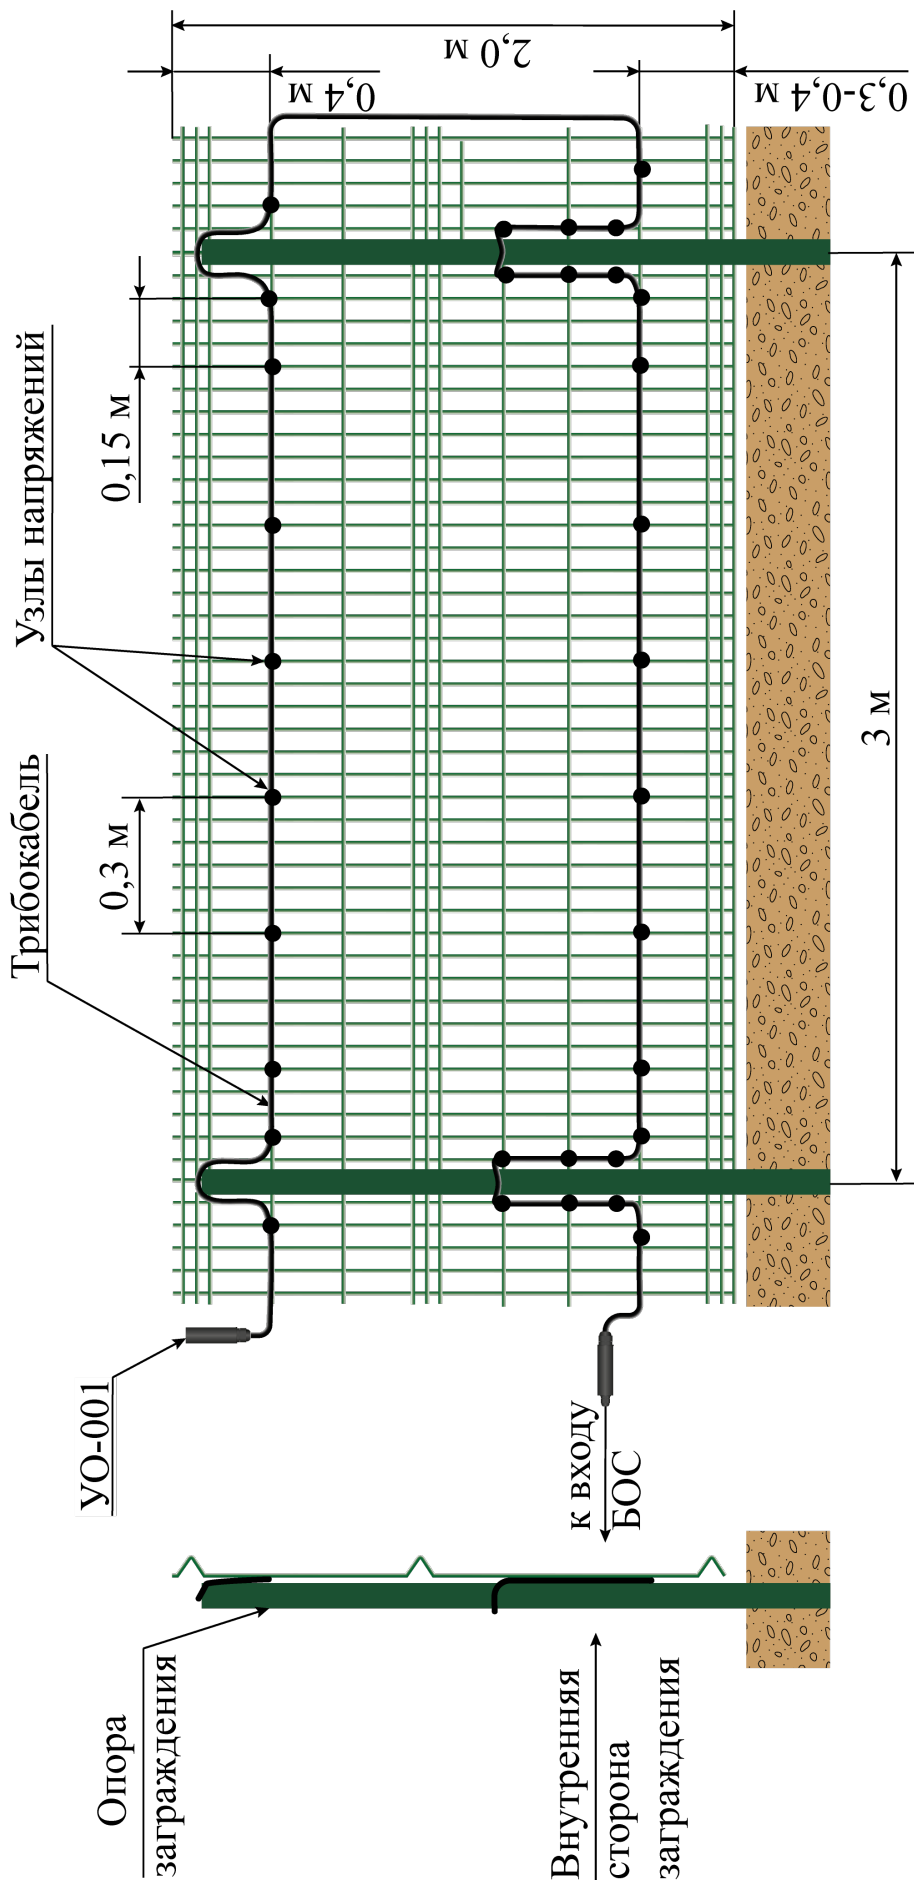 Опора
заграждения
Внутренняя
сторона
заграждения
УО-001
к входу
БОС
Трибокабель
Узлы напряжений
0,3 м
0,15 м
3 м
0,4 м
2,0 м
0,3-0,4 м